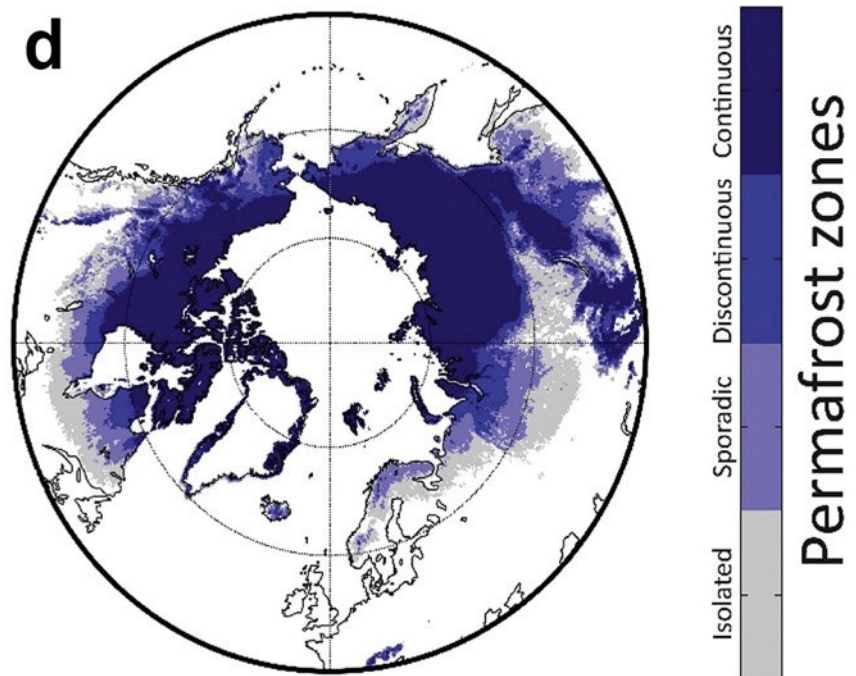 d
Continuous
Discontinuous
Sporadic
Isolated
Permafrost zones